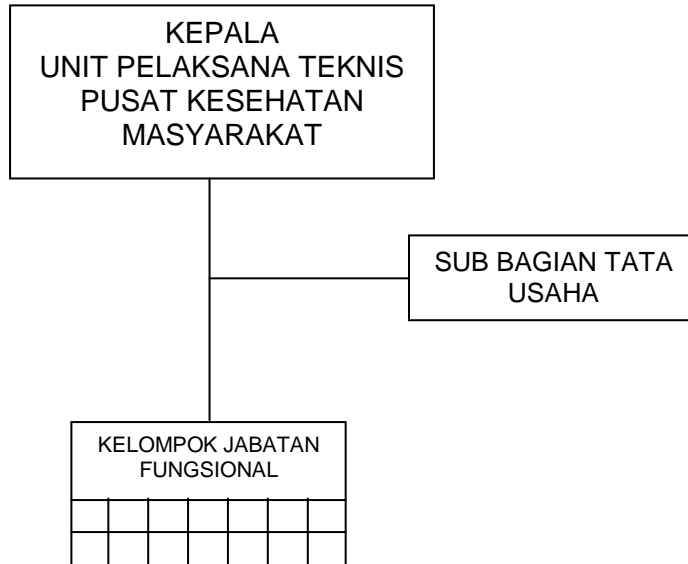 KEPALA
UNIT PELAKSANA TEKNIS
PUSAT KESEHATAN
MASYARAKAT
SUB BAGIAN TATA
USAHA
KELOMPOK JABATAN
FUNGSIONAL